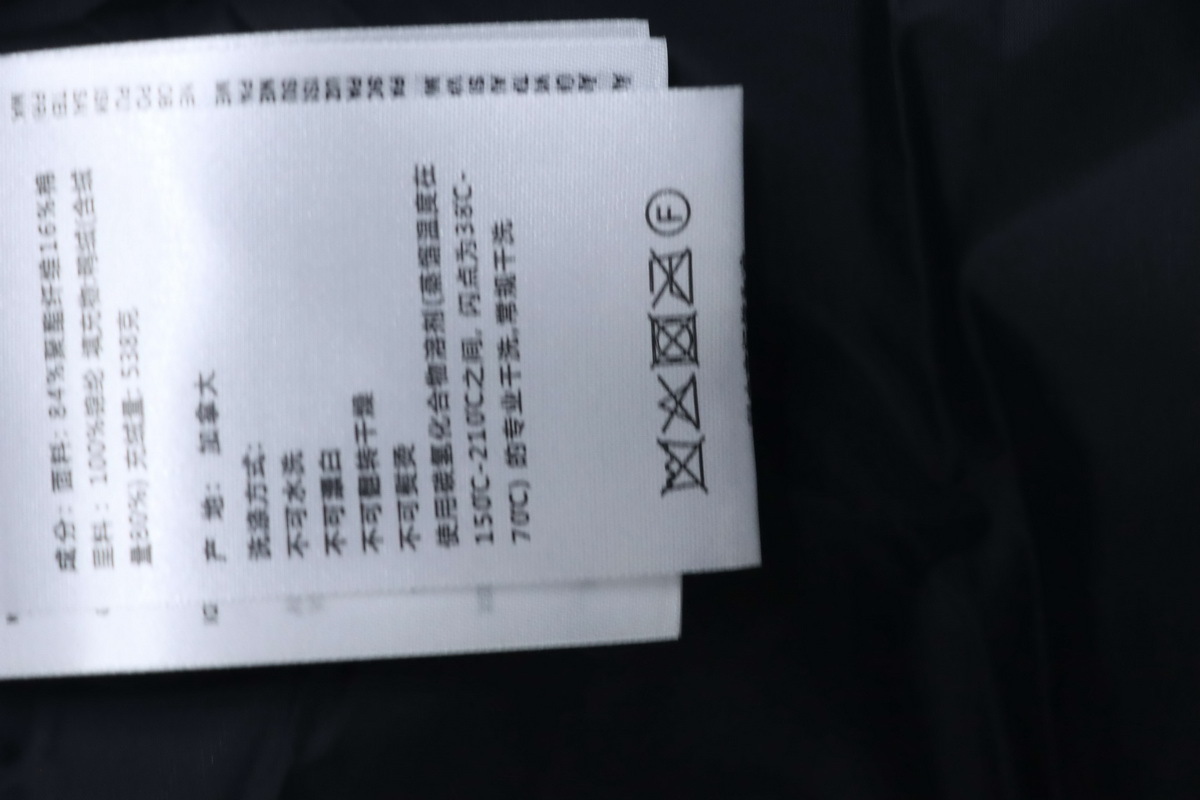 成分: 面料: 84%聚酯纤维16%棉
里料: 100%锦纶 填充物:鸭绒(含绒
量80%) 充绒量: 538克
产 地: 加拿大
洗涤方式:
不可水洗
不可漂白
不可翻转干燥
不可熨烫
使用碳氢化合物溶剂(蒸馏温度在
150℃-210℃之间, 闪点为38℃-
70℃) 的专业干洗,常规干洗
F